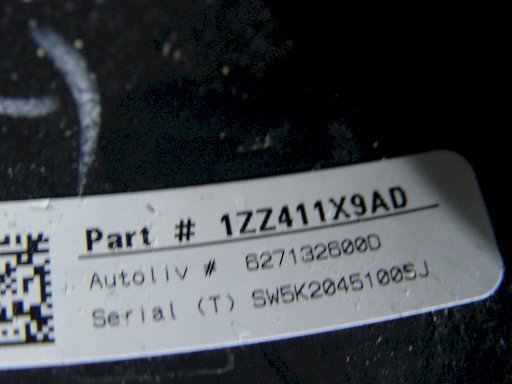 Part # 1ZZ411X9AD
Autoliv # 627132600D
Serial (T) SW5K20451005J